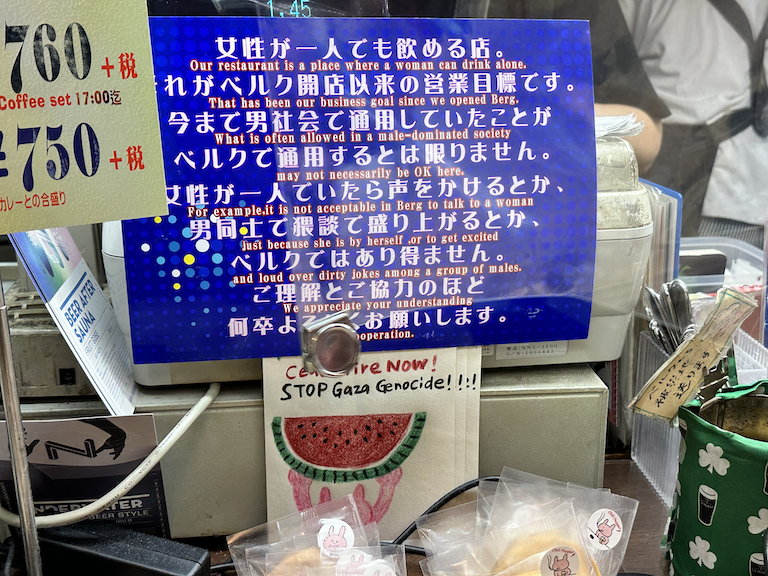 1.45
760 +税
Coffee set 17:00迄
¥750 +税
カレーとの合盛り
女性が一人でも飲める店。
Our restaurant is a place where a woman can drink alone.
れがベルク開店以来の営業目標です。
That has been our business goal since we opened Berg.
今まで男社会で通用していたことが
What is often allowed in a male-dominated society
ベルクで通用するとは限りません。
may not necessarily be OK here.
女性が一人でいたら声をかけるとか、
For example,it is not acceptable in Berg to talk to a woman
男同士で猥談で盛り上がるとか、
just because she is by herself .or to get excited
ベルクではあり得ません。
and loud over dirty jokes among a group of males.
ご理解とご協力のほど
We appreciate your understanding
何卒よ くお願いします。
ooperation.
BEER AFTER
SAUNA
Now!
STOP Gaza Genocide!!:!
BEER STYLE